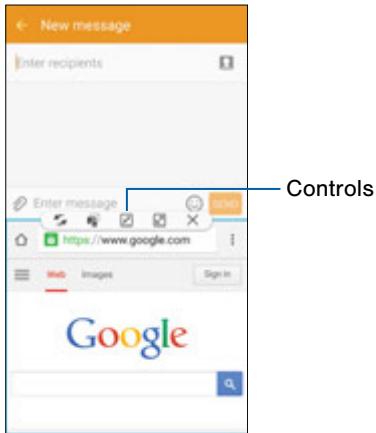 New message
Enter recipients
Enter message
SEND
Controls
https://www.google.com
Web Images Sign in
Google